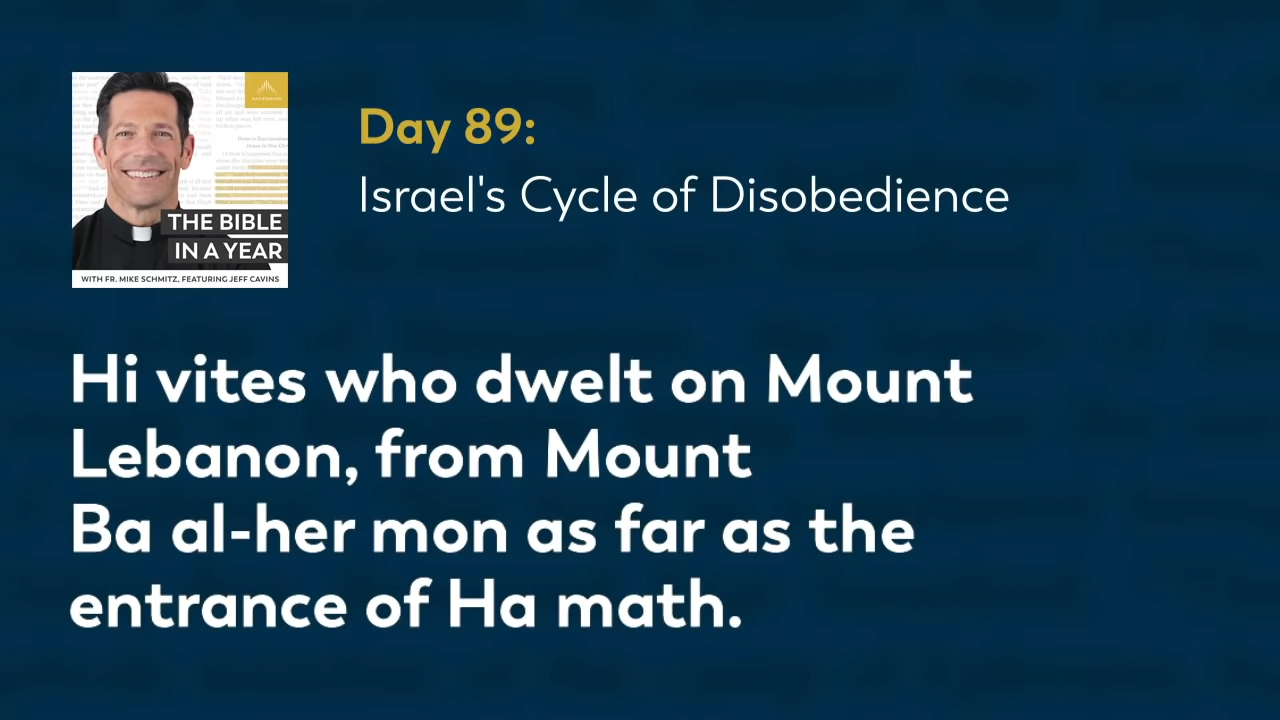 Day 89:
Israel's Cycle of Disobedience
THE BIBLE
IN A YEAR
WITH FR. MIKE SCHMITZ, FEATURING JEFF CAVINS
Hi vites who dwelt on Mount
Lebanon, from Mount
Ba al-her mon as far as the
entrance of Ha math.